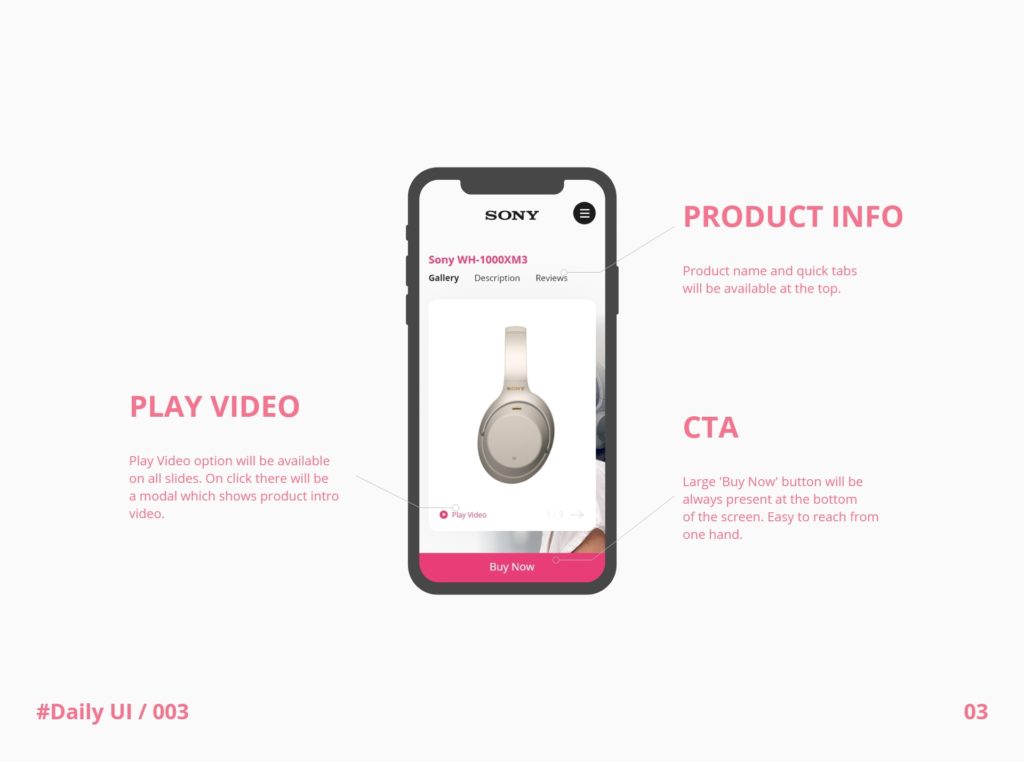 SONY
Sony WH-1000XM3
Gallery Description Reviews
SONY
Play Video 1 / 3
Buy Now
PRODUCT INFO
Product name and quick tabs
will be available at the top.
PLAY VIDEO
Play Video option will be available
on all slides. On click there will be
a modal which shows product intro
video.
CTA
Large 'Buy Now' button will be
always present at the bottom
of the screen. Easy to reach from
one hand.
#Daily UI / 003
03